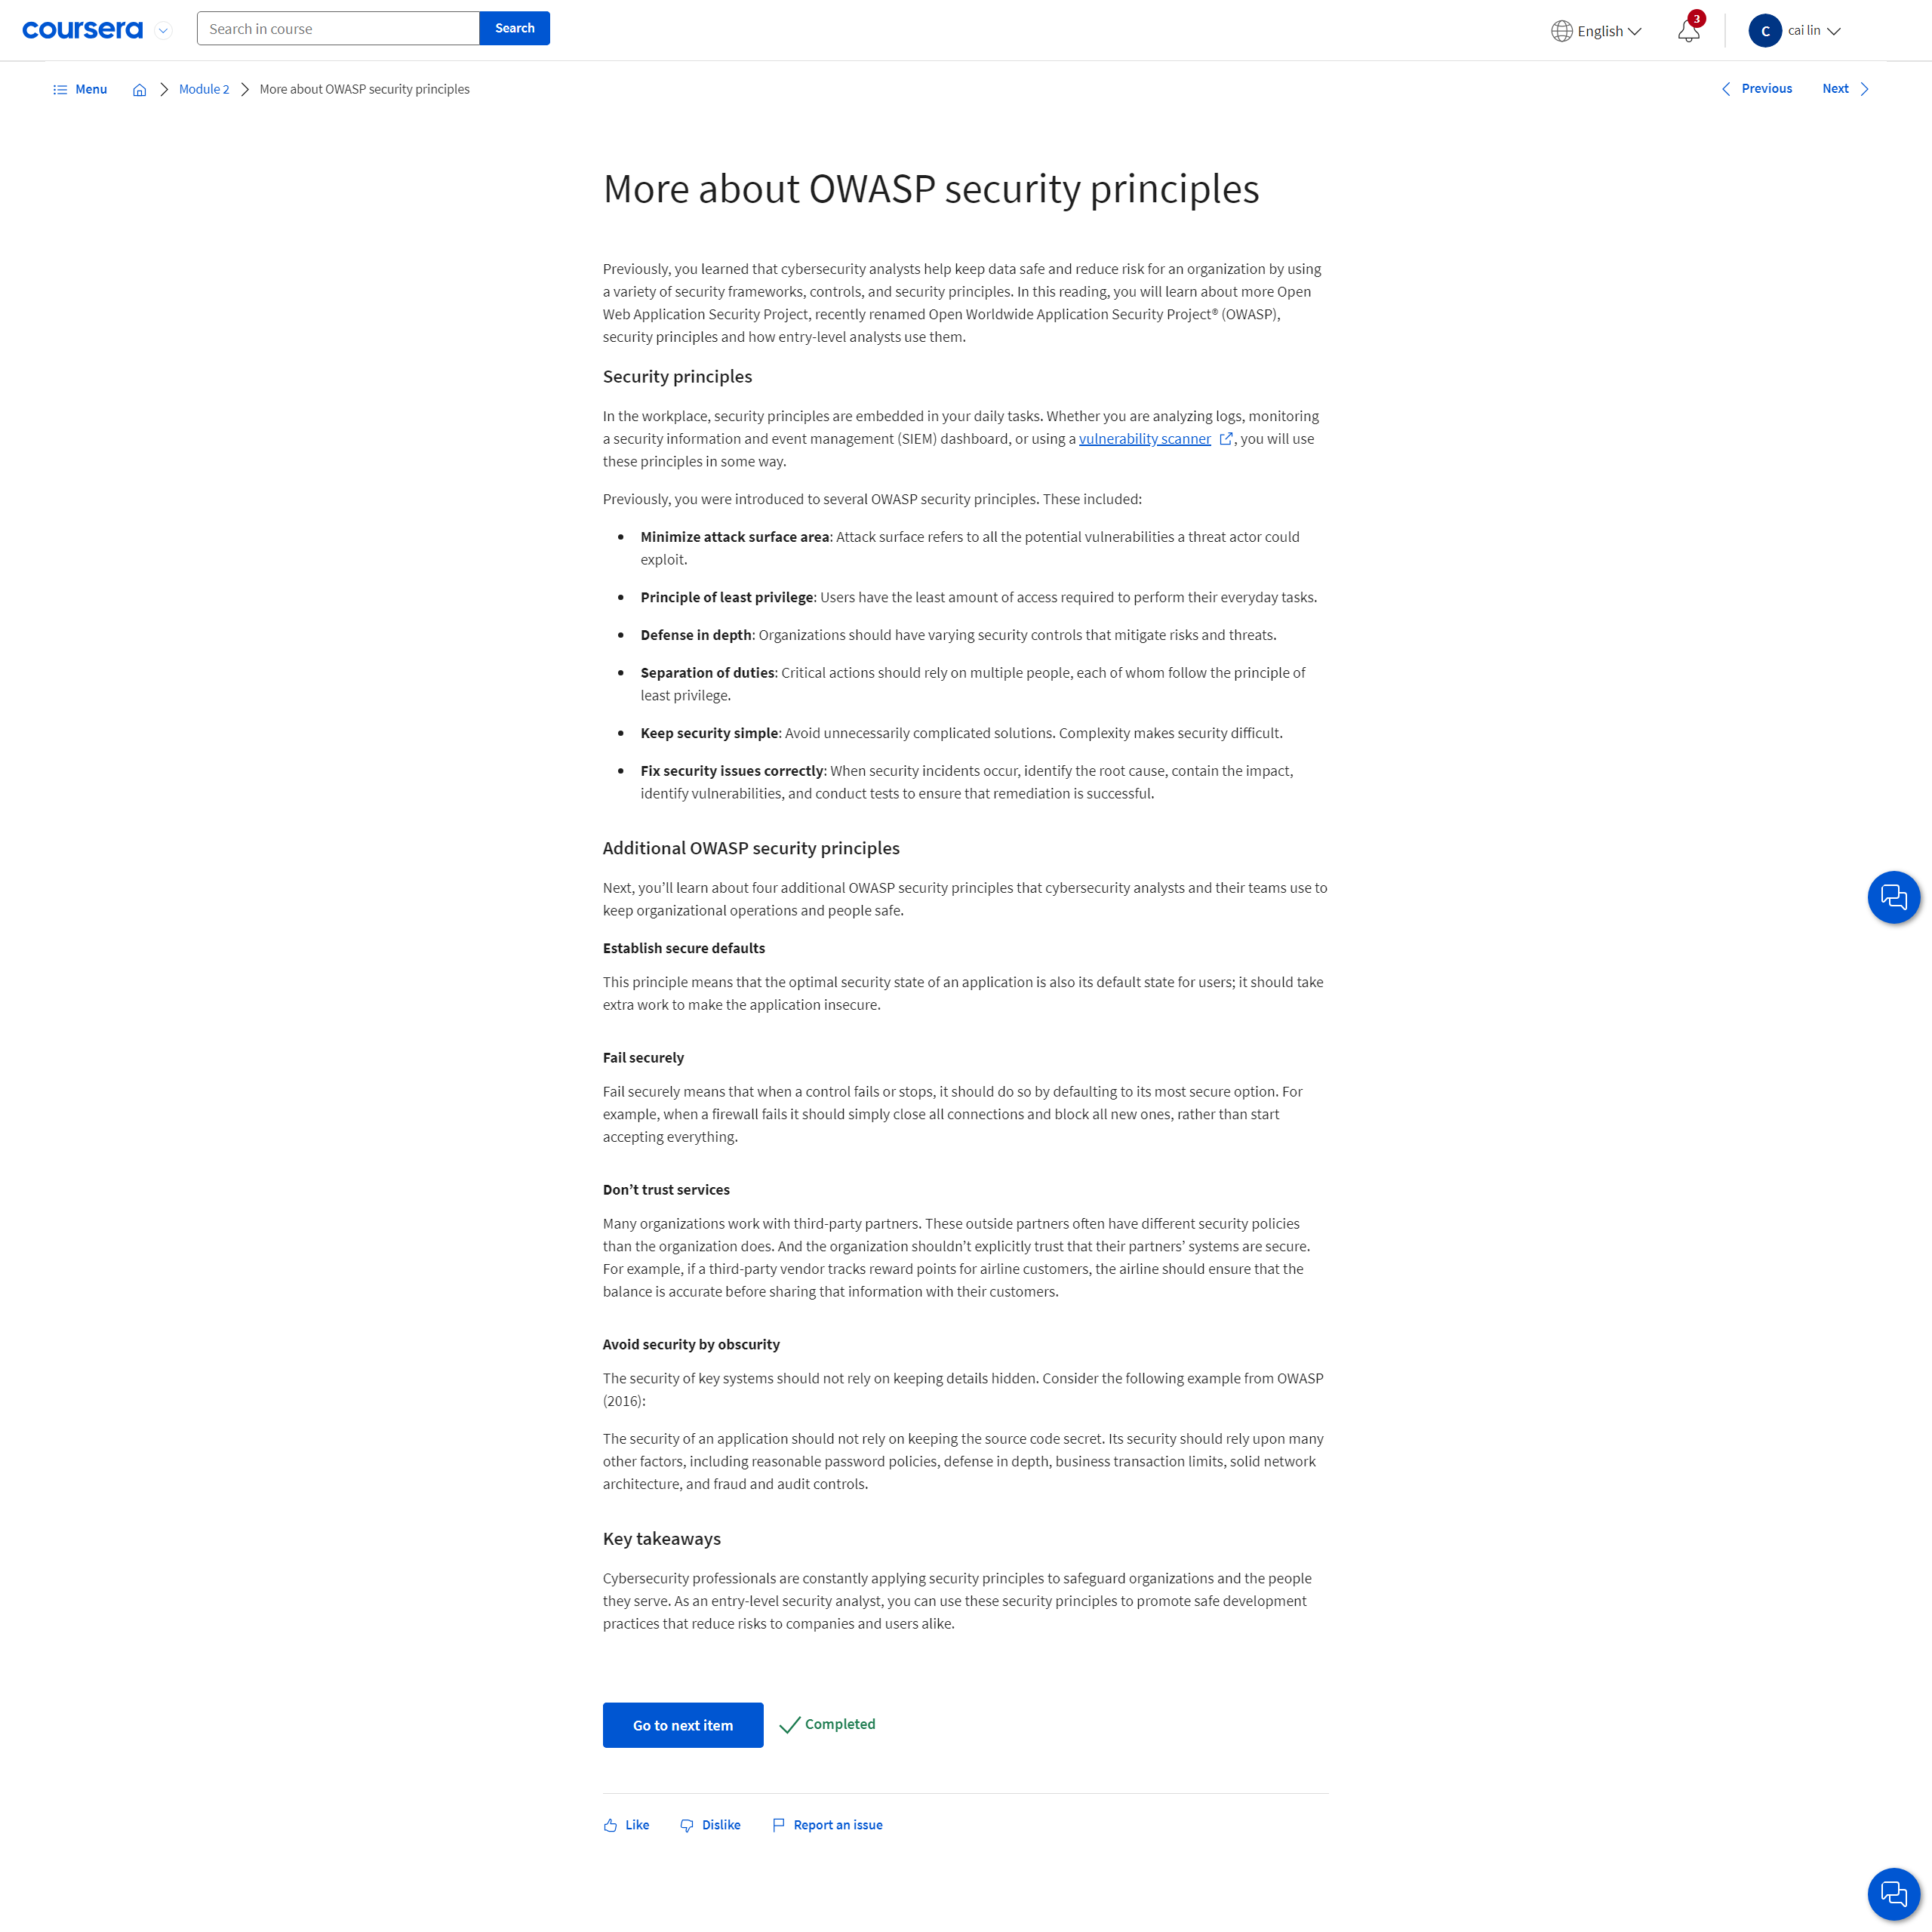 coursera
Search in course
Search
English
3
C
cai lin
Menu
Module 2
More about OWASP security principles
Previous
Next
More about OWASP security principles
Previously, you learned that cybersecurity analysts help keep data safe and reduce risk for an organization by using
a variety of security frameworks, controls, and security principles. In this reading, you will learn about more Open
Web Application Security Project, recently renamed Open Worldwide Application Security Project® (OWASP),
security principles and how entry-level analysts use them.
Security principles
In the workplace, security principles are embedded in your daily tasks. Whether you are analyzing logs, monitoring
a security information and event management (SIEM) dashboard, or using a vulnerability scanner , you will use
these principles in some way.
Previously, you were introduced to several OWASP security principles. These included:
• Minimize attack surface area: Attack surface refers to all the potential vulnerabilities a threat actor could
exploit.
• Principle of least privilege: Users have the least amount of access required to perform their everyday tasks.
• Defense in depth: Organizations should have varying security controls that mitigate risks and threats.
• Separation of duties: Critical actions should rely on multiple people, each of whom follow the principle of
least privilege.
• Keep security simple: Avoid unnecessarily complicated solutions. Complexity makes security difficult.
• Fix security issues correctly: When security incidents occur, identify the root cause, contain the impact,
identify vulnerabilities, and conduct tests to ensure that remediation is successful.
Additional OWASP security principles
Next, you’ll learn about four additional OWASP security principles that cybersecurity analysts and their teams use to
keep organizational operations and people safe.
Establish secure defaults
This principle means that the optimal security state of an application is also its default state for users; it should take
extra work to make the application insecure.
Fail securely
Fail securely means that when a control fails or stops, it should do so by defaulting to its most secure option. For
example, when a firewall fails it should simply close all connections and block all new ones, rather than start
accepting everything.
Don’t trust services
Many organizations work with third-party partners. These outside partners often have different security policies
than the organization does. And the organization shouldn’t explicitly trust that their partners’ systems are secure.
For example, if a third-party vendor tracks reward points for airline customers, the airline should ensure that the
balance is accurate before sharing that information with their customers.
Avoid security by obscurity
The security of key systems should not rely on keeping details hidden. Consider the following example from OWASP
(2016):
The security of an application should not rely on keeping the source code secret. Its security should rely upon many
other factors, including reasonable password policies, defense in depth, business transaction limits, solid network
architecture, and fraud and audit controls.
Key takeaways
Cybersecurity professionals are constantly applying security principles to safeguard organizations and the people
they serve. As an entry-level security analyst, you can use these security principles to promote safe development
practices that reduce risks to companies and users alike.
Go to next item
Completed
Like
Dislike
Report an issue